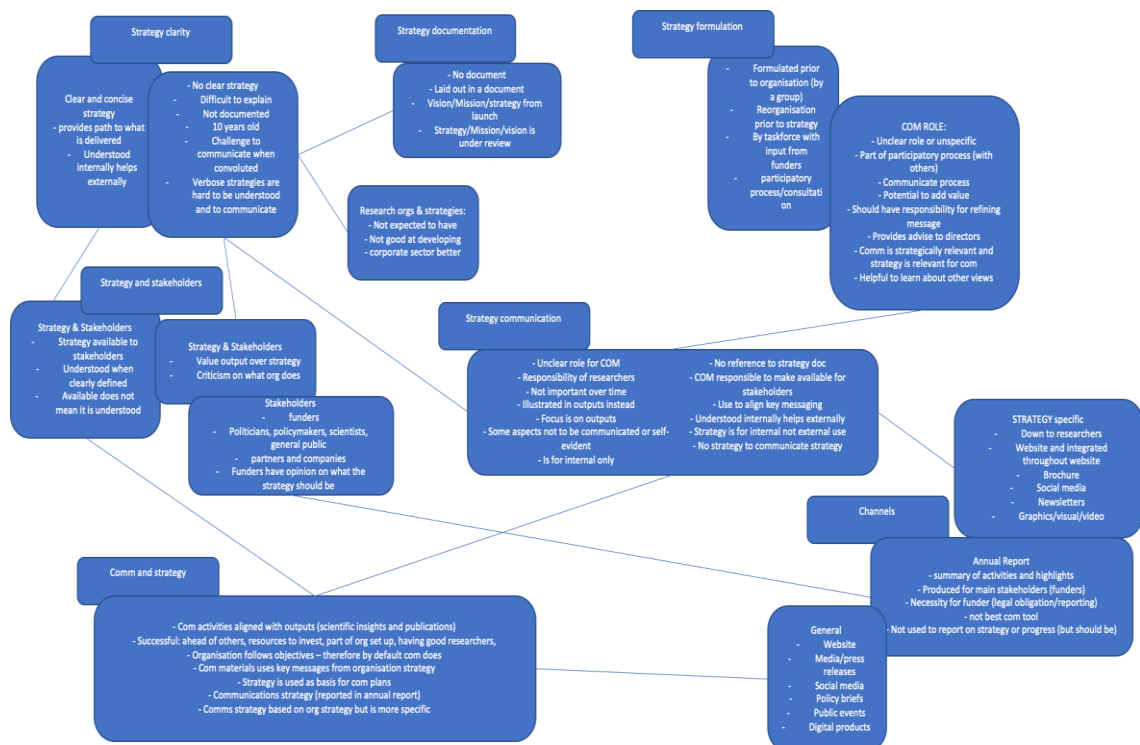 Strategy clarity
Clear and concise
strategy
- provides path to what
is delivered
- Understood
internally helps
externally
- No clear strategy
- Difficult to explain
- Not documented
- 10 years old
- Challenge to
communicate when
convoluted
- Verbose strategies are
hard to be understood
and to communicate
Strategy documentation
- No document
- Laid out in a document
- Vision/Mission/strategy from
launch
- Strategy/Mission/vision is
under review
Research orgs & strategies:
- Not expected to have
- Not good at developing
- corporate sector better
Strategy formulation
- Formulated prior
to organisation (by
a group)
- Reorganisation
prior to strategy
- By taskforce with
input from
funders
- participatory
process/consultati
on
COM ROLE:
- Unclear role or unspecific
- Part of participatory process (with
others)
- Communicate process
- Potential to add value
- Should have responsibility for refining
message
- Provides advise to directors
- Comm is strategically relevant and
strategy is relevant for com
- Helpful to learn about other views
Strategy and stakeholders
Strategy & Stakeholders
- Strategy available to
stakeholders
- Understood when
clearly defined
- Available does not
mean it is understood
Strategy & Stakeholders
- Value output over strategy
- Criticism on what org does
Stakeholders
- funders
- Politicians, policymakers, scientists,
general public
- partners and companies
- Funders have opinion on what the
strategy should be
Strategy communication
- Unclear role for COM
- Responsibility of researchers
- Not important over time
- Illustrated in outputs instead
- Focus is on outputs
- Some aspects not to be communicated or self-
evident
- Is for internal only
- No reference to strategy doc
- COM responsible to make available for
stakeholders
- Use to align key messaging
- Understood internally helps externally
- Strategy is for internal not external use
- No strategy to communicate strategy
STRATEGY specific
- Down to researchers
- Website and integrated
throughout website
- Brochure
- Social media
- Newsletters
- Graphics/visual/video
Channels
Annual Report
- summary of activities and highlights
- Produced for main stakeholders (funders)
- Necessity for funder (legal obligation/reporting)
- not best com tool
- Not used to report on strategy or progress (but should be)
General
- Website
- Media/press
releases
- Social media
- Policy briefs
- Public events
- Digital products
Comm and strategy
- Com activities aligned with outputs (scientific insights and publications)
- Successful: ahead of others, resources to invest, part of org set up, having good researchers,
- Organisation follows objectives – therefore by default com does
- Com materials uses key messages from organisation strategy
- Strategy is used as basis for com plans
- Communications strategy (reported in annual report)
- Comms strategy based on org strategy but is more specific